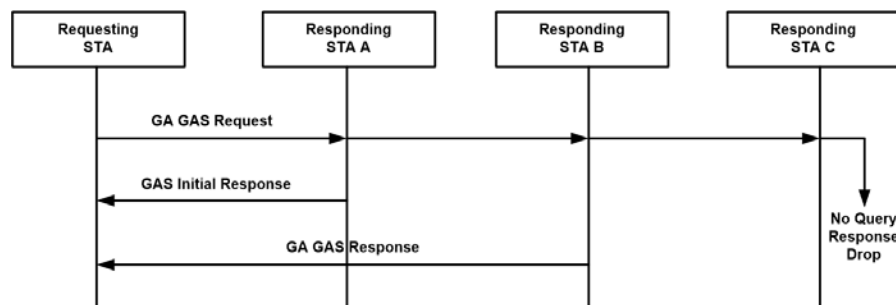 Requesting
STA
Responding
STA A
Responding
STA B
Responding
STA C
GA GAS Request
GAS Initial Response
No Query
Response
Drop
GA GAS Response